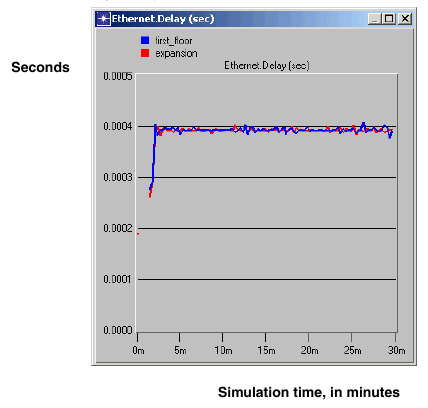 Ethernet.Delay (sec)
first_floor
expansion
Ethernet.Delay (sec)
Seconds
0.0005
0.0004
0.0003
0.0002
0.0001
0.0000
0m 5m 10m 15m 20m 25m 30m
Simulation time, in minutes